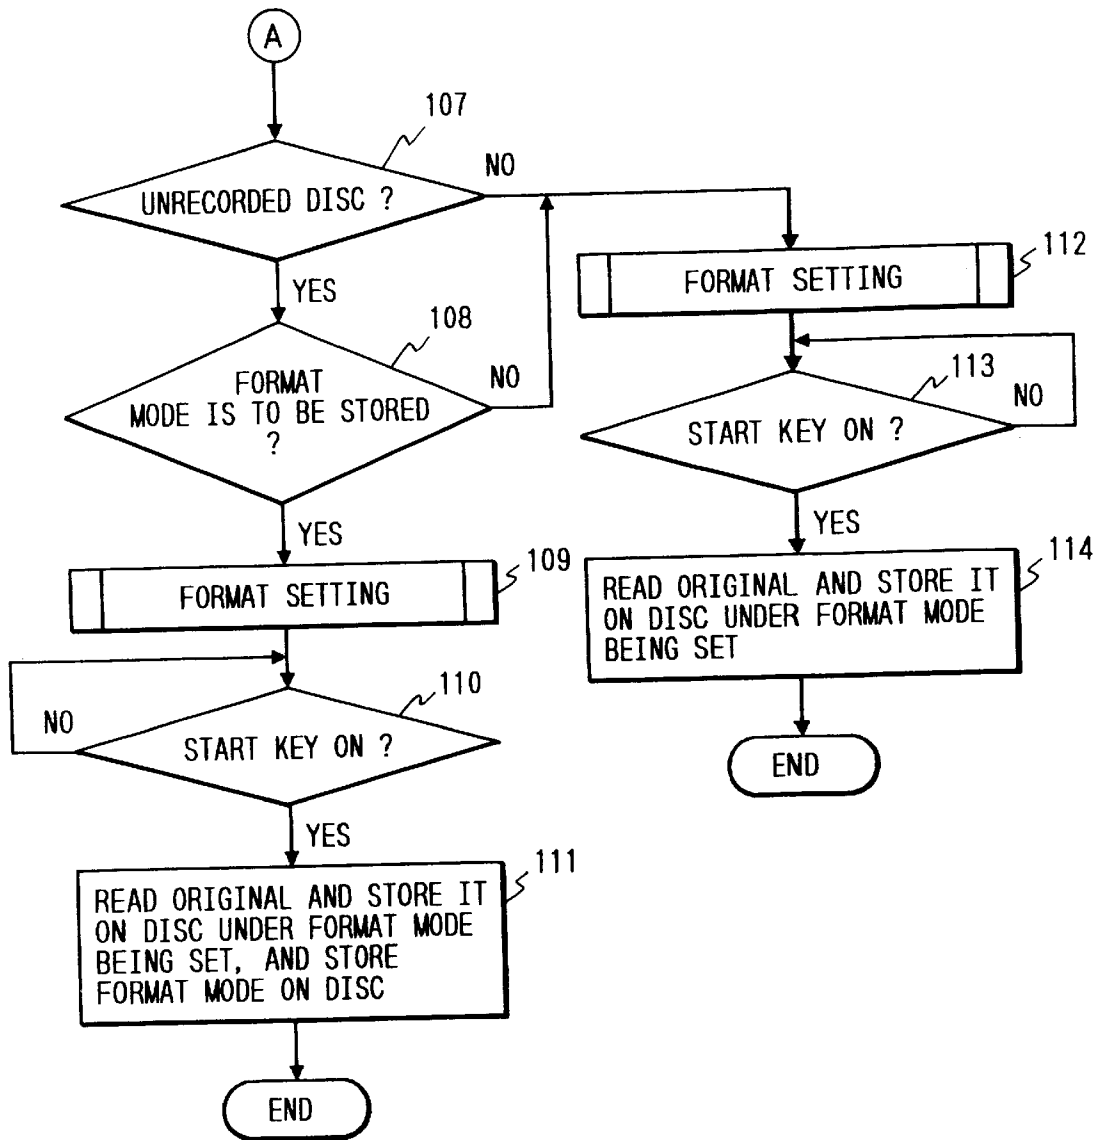 A
107
UNRECORDED DISC ?
NO
YES
108
FORMAT
MODE IS TO BE STORED
?
NO
YES
109
FORMAT SETTING
110
START KEY ON ?
NO
YES
111
READ ORIGINAL AND STORE IT
ON DISC UNDER FORMAT MODE
BEING SET, AND STORE
FORMAT MODE ON DISC
END
112
FORMAT SETTING
113
START KEY ON ?
NO
YES
114
READ ORIGINAL AND STORE IT
ON DISC UNDER FORMAT MODE
BEING SET
END